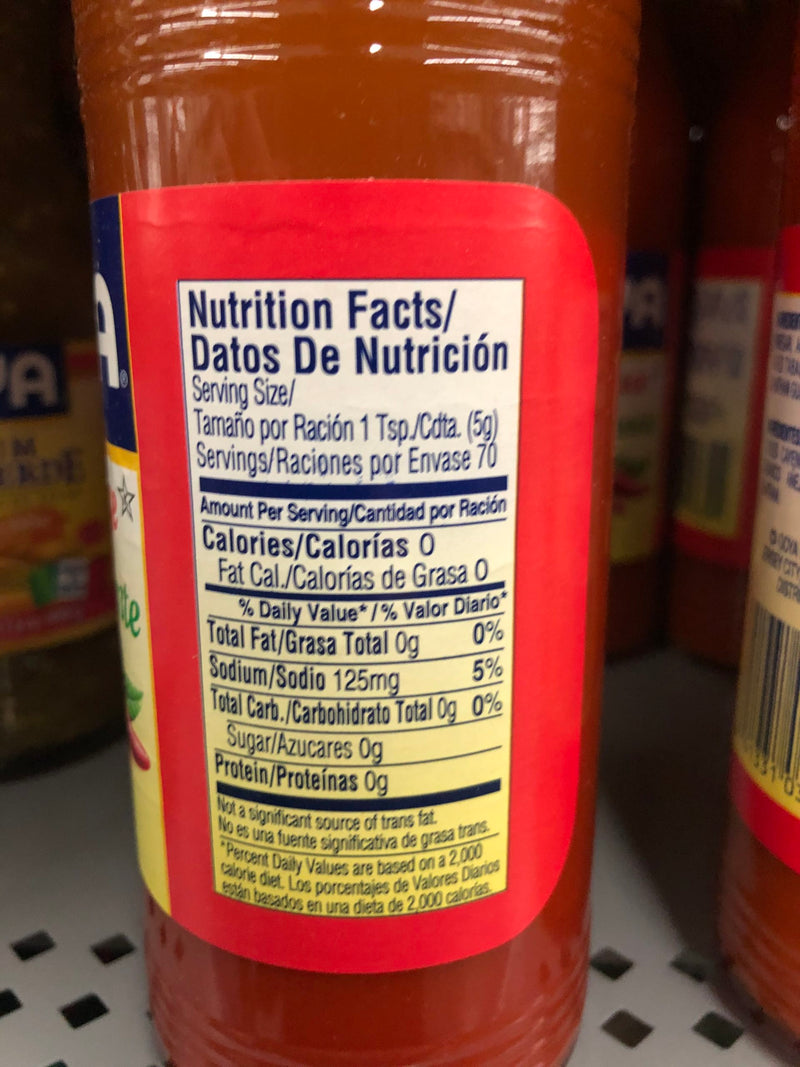 Nutrition Facts/
Datos De Nutrición
Serving Size/
Tamaño por Ración 1 Tsp./Cdta. (5g)
Servings/Raciones por Envase 70
Amount Per Serving/Cantidad por Ración
Calories/Calorías 0
Fat Cal./Calorías de Grasa 0
% Daily Value* / % Valor Diario*
Total Fat/Grasa Total 0g 0%
Sodium/Sodio 125mg 5%
Total Carb./Carbohidrato Total 0g 0%
Sugar/Azucares 0g
Protein/Proteínas 0g
Not a significant source of trans fat.
No es una fuente significativa de grasa trans.
*Percent Daily Values are based on a 2,000
calorie diet. Los porcentajes de Valores Diarios
están basados en una dieta de 2,000 calorías.